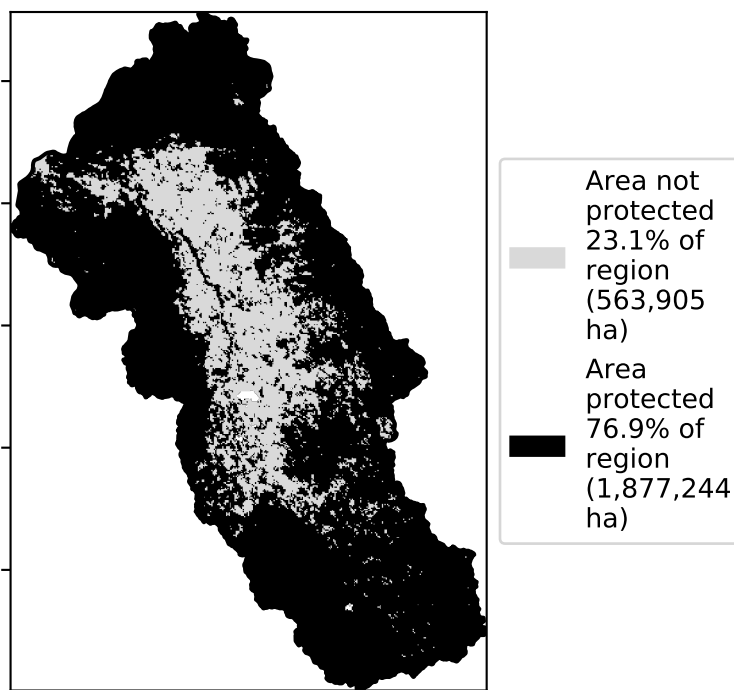 Area not
protected
23.1% of
region
(563,905
ha)
Area
protected
76.9% of
region
(1,877,244
ha)